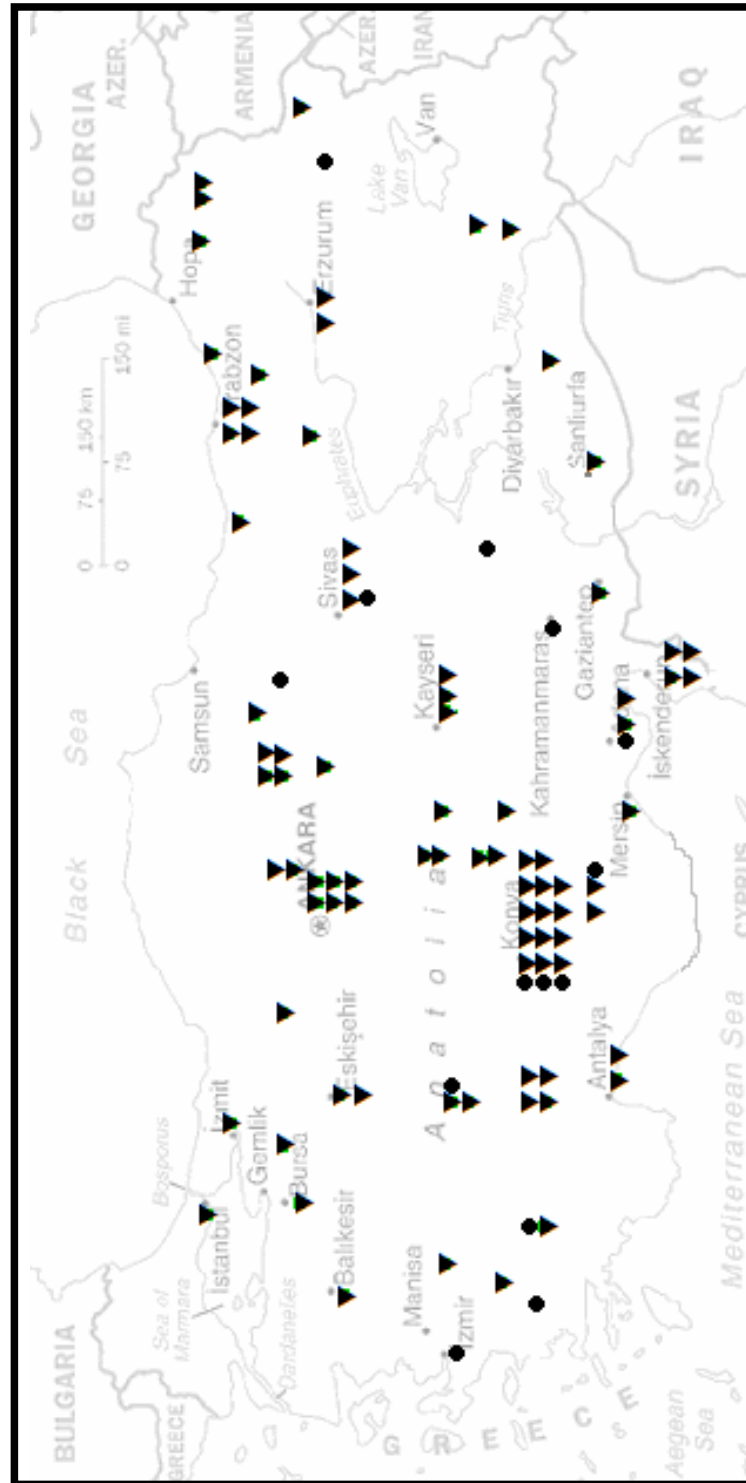 BULGARIA
Black Sea
GEORGIA
AZER.
GREECE
Sea of
Marmara
Bosporus
Istanbul
Izmit
Samsun
0 75 150 km
0 75 150 mi
Hopa
Trabzon
ARMENIA
Dardaneles
Gemlik
Bursa
ANKARA
Balikesir
Eskişehir
Sivas
Euphrates
Erzurum
AZER.
IRAN
Lake
Van
Van
Manisa
Izmir
Anatolia
Kayseri
GREECE
Konya
Kahramanmaras
Diyarbakir
Tigris
Antalya
Mersin
Adana
Gaziantep
Sanliurfa
Iskenderun
Aegean
Sea
Mediterranean Sea
CYPRUS
SYRIA
IRAQ